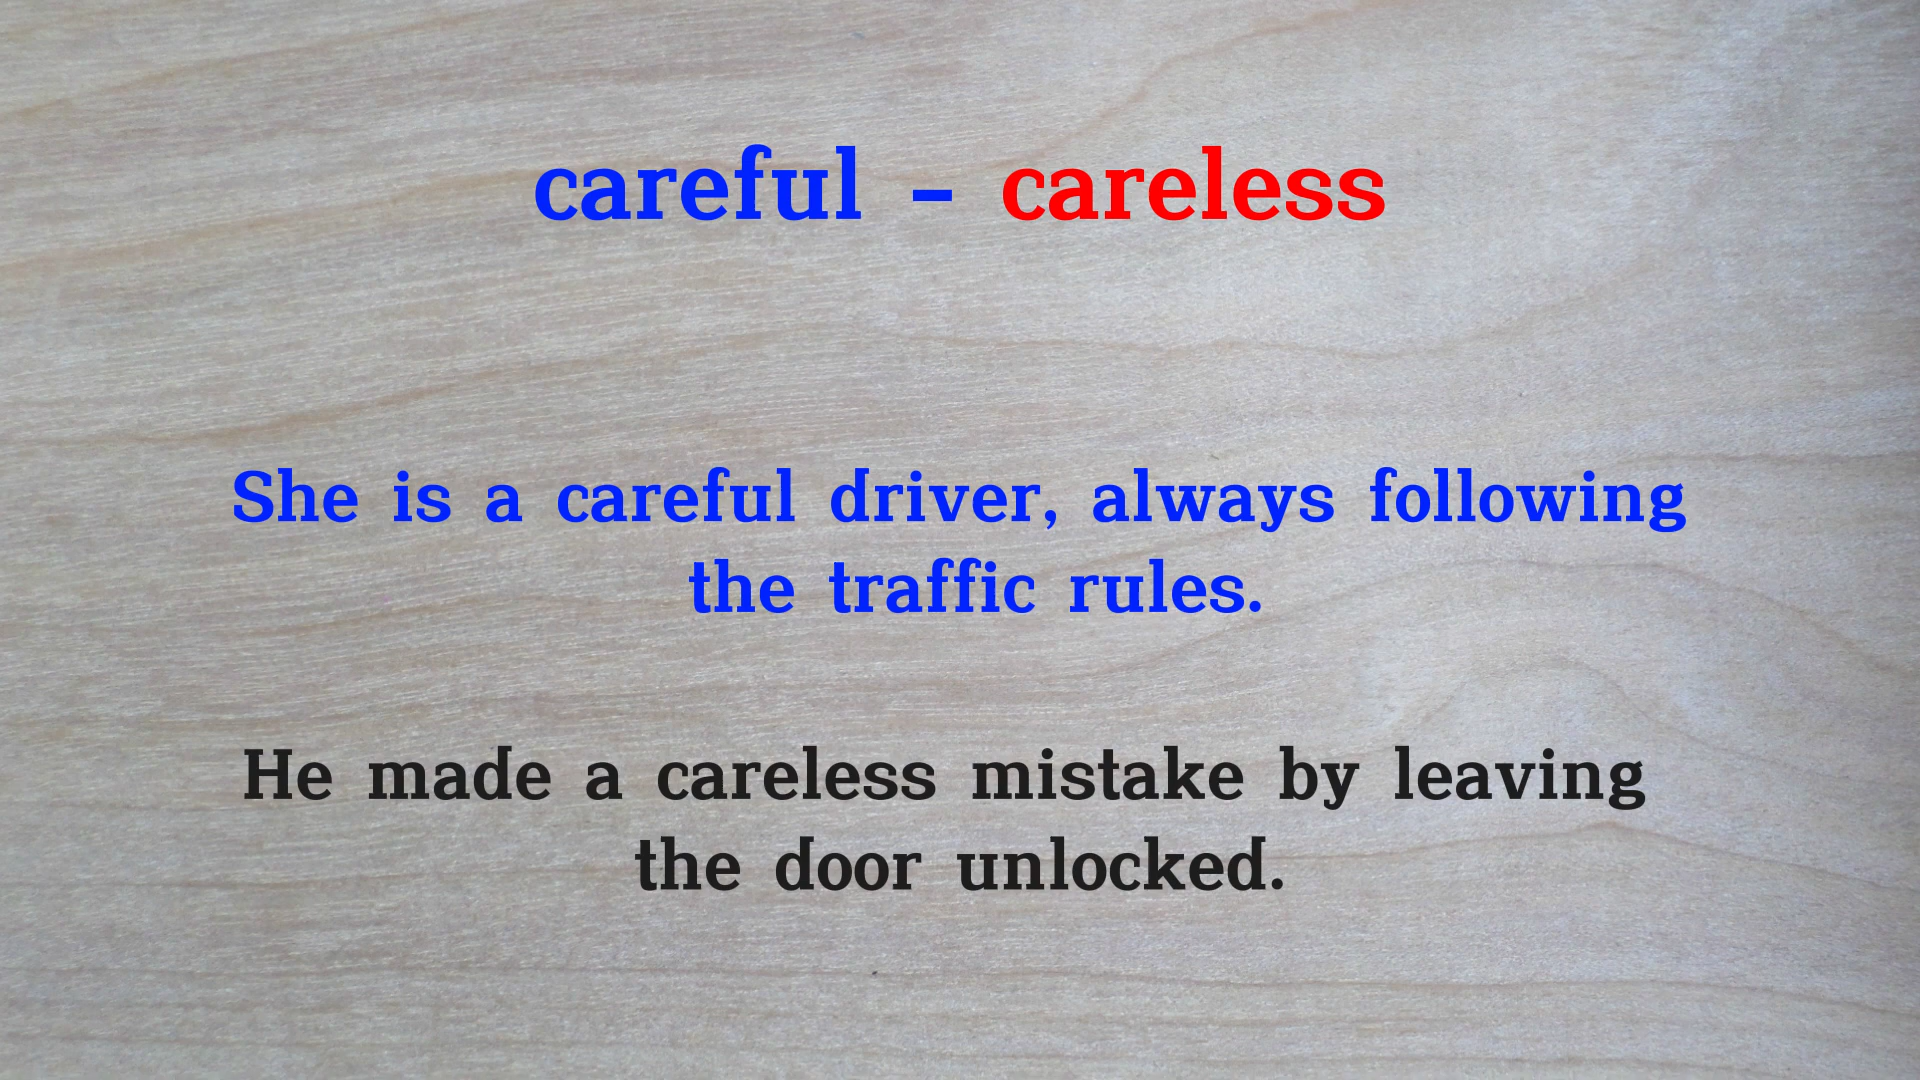 careful - careless
She is a careful driver, always following
the traffic rules.
He made a careless mistake by leaving
the door unlocked.